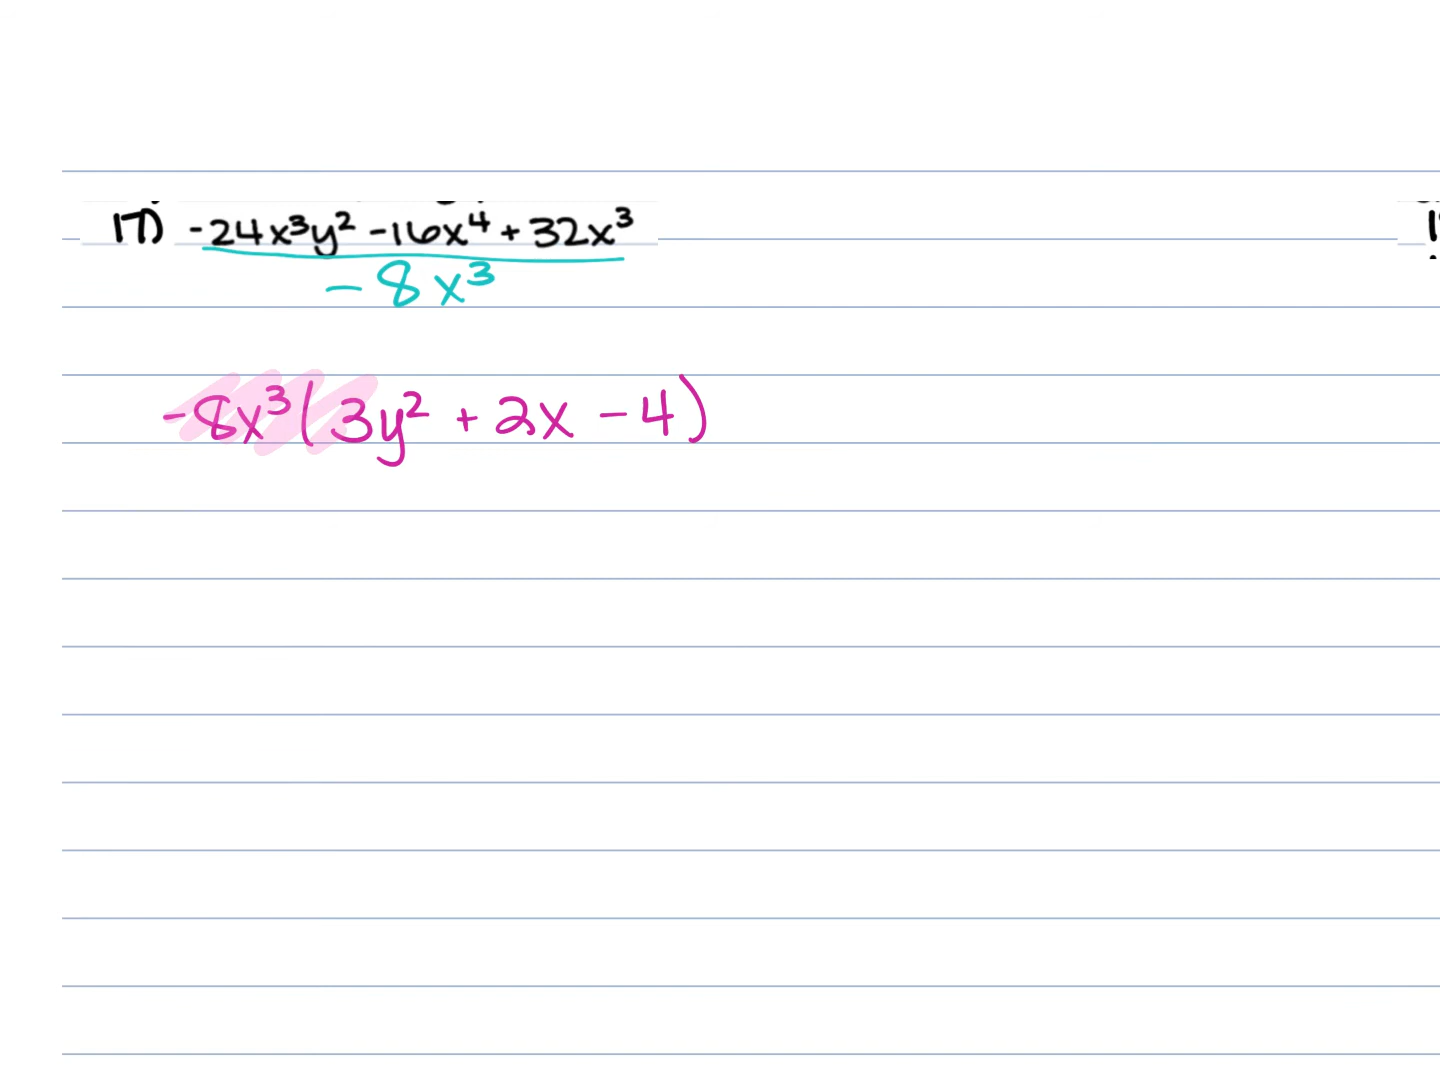 17) -24x³y² -16x⁴ + 32x³
-8x³
-8x³(3y² + 2x - 4)